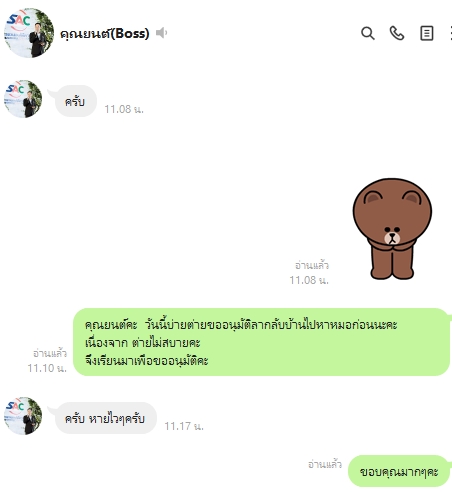 คุณยนต์(Boss)
SAC
ครับ
11.08 น.
อ่านแล้ว
11.08 น.
คุณยนต์คะ วันนี้บ่ายต่ายขออนุมัติลากลับบ้านไปหาหมอก่อนนะคะ
เนื่องจาก ต่ายไม่สบายคะ
จึงเรียนมาเพือขออนุมัติคะ
อ่านแล้ว
11.10 น.
ครับ หายไวๆครับ
11.17 น.
อ่านแล้ว
ขอบคุณมากๆคะ